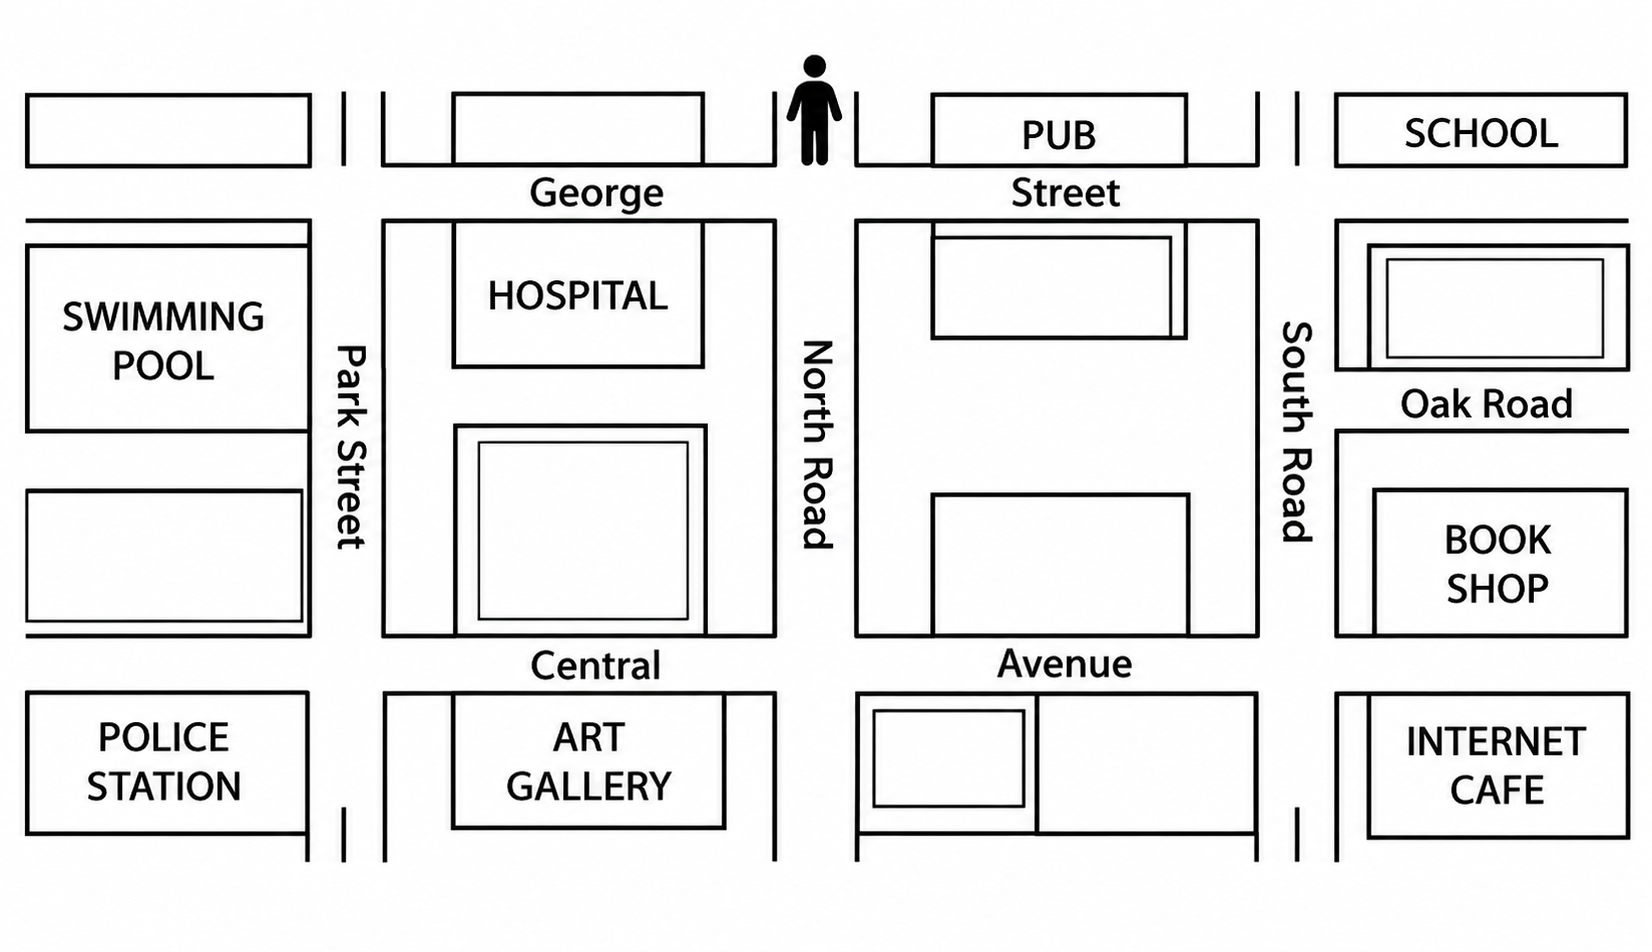 PUB
SCHOOL
George
Street
SWIMMING
POOL
HOSPITAL
Park Street
North Road
South Road
Oak Road
BOOK
SHOP
Central
Avenue
POLICE
STATION
ART
GALLERY
INTERNET
CAFE